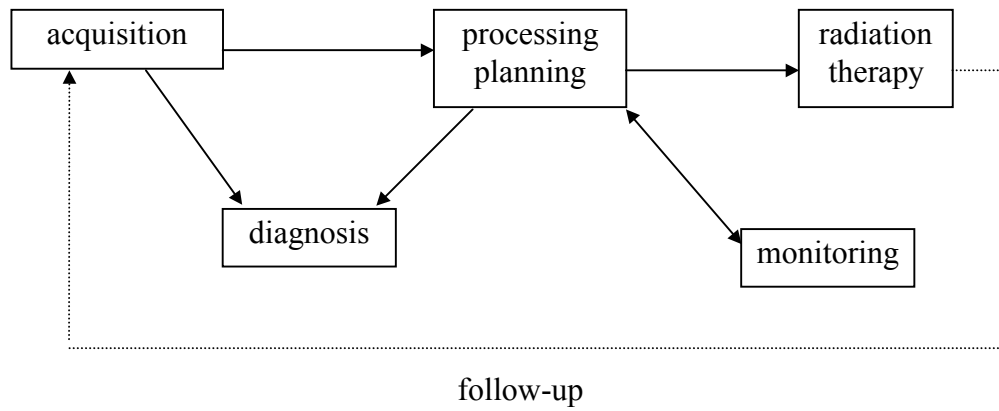 acquisition
processing
planning
radiation
therapy
diagnosis
monitoring
follow-up